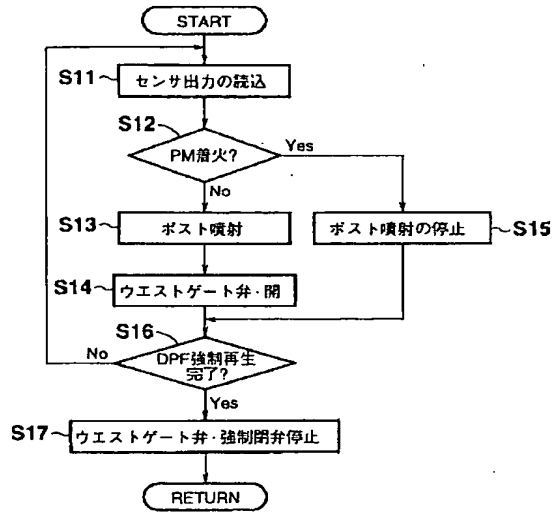 START
S11 センサ出力の読込
S12
PM着火?
Yes
No
S13 ポスト噴射
ポスト噴射の停止 S15
S14 ウエストゲート弁・開
S16
No
DPF強制再生
完了?
Yes
S17 ウエストゲート弁・強制閉弁停止
RETURN